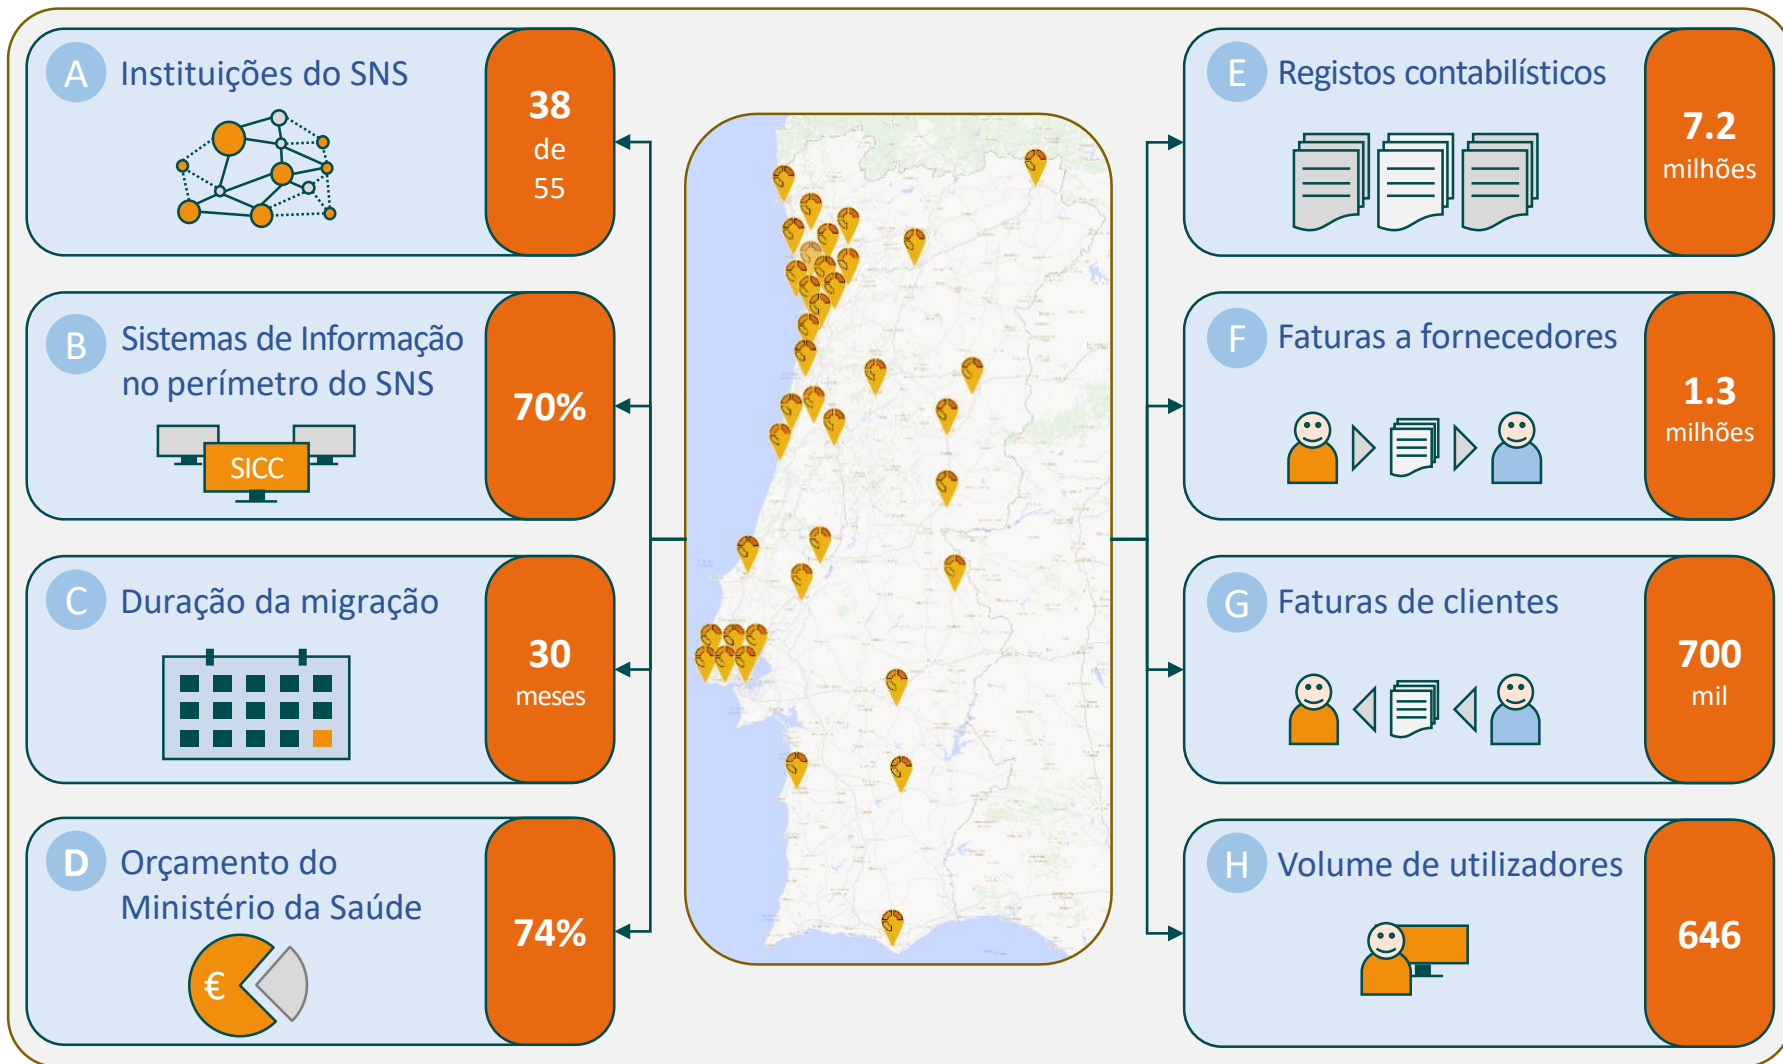 A
Instituições do SNS
38
de
55
B
Sistemas de Informação
no perímetro do SNS
SICC
70%
C
Duração da migração
30
meses
D
Orçamento do
Ministério da Saúde
€
74%
E
Registos contabilísticos
7.2
milhões
F
Faturas a fornecedores
1.3
milhões
G
Faturas de clientes
700
mil
H
Volume de utilizadores
646